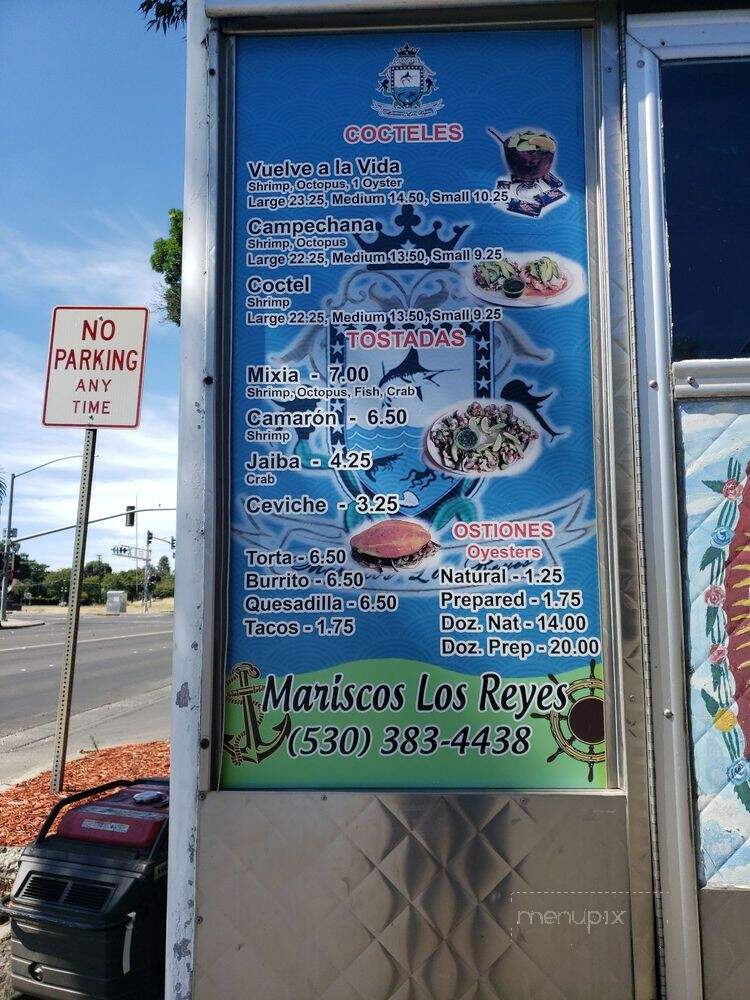 COCTELES
Vuelve a la Vida
Shrimp, Octopus, 1 Oyster
Large 23.25, Medium 14.50, Small 10.25
Campechana
Shrimp, Octopus
Large 22.25, Medium 13.50, Small 9.25
Coctel
Shrimp
Large 22.25, Medium 13.50, Small 9.25
TOSTADAS
Mixia - 7.00
Shrimp, Octopus, Fish, Crab
Camarón - 6.50
Shrimp
Jaiba - 4.25
Crab
Ceviche - 3.25
Torta - 6.50
Burrito - 6.50
Quesadilla - 6.50
Tacos - 1.75
OSTIONES
Oyesters
Natural - 1.25
Prepared - 1.75
Doz. Nat - 14.00
Doz. Prep - 20.00
Mariscos Los Reyes
(530) 383-4438
NO
PARKING
ANY
TIME
menupix